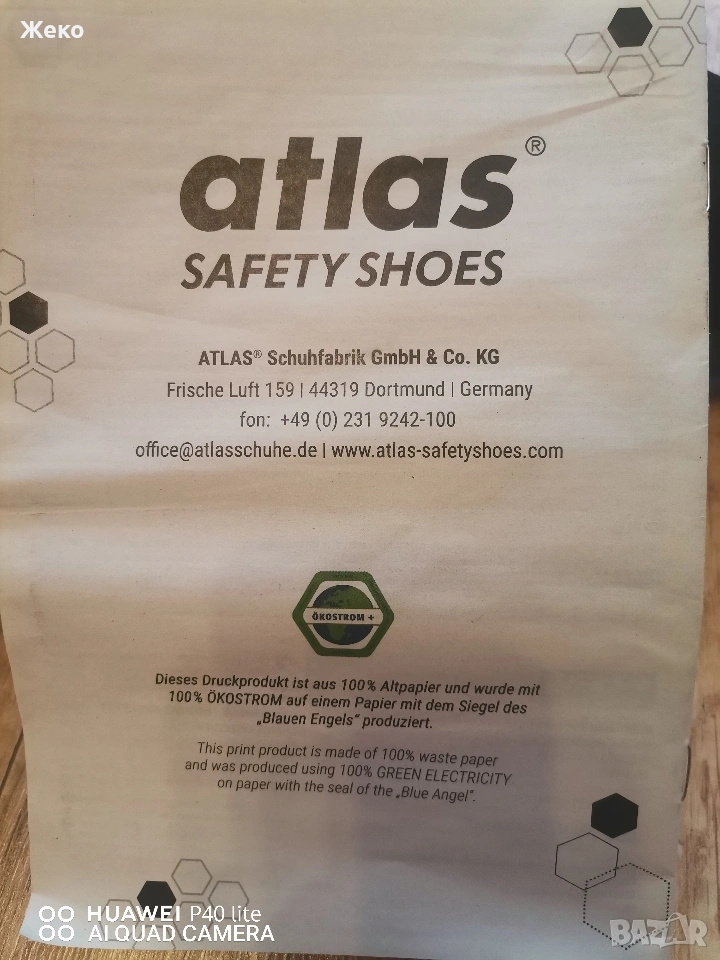 Жеко
atlas®
SAFETY SHOES
ATLAS® Schuhfabrik GmbH & Co. KG
Frische Luft 159 | 44319 Dortmund | Germany
fon: +49 (0) 231 9242-100
office@atlasschuhe.de | www.atlas-safetyshoes.com
ÖKOSTROM +
Dieses Druckprodukt ist aus 100% Altpapier und wurde mit
100% ÖKOSTROM auf einem Papier mit dem Siegel des
„Blauen Engels“ produziert.
This print product is made of 100% waste paper
and was produced using 100% GREEN ELECTRICITY
on paper with the seal of the „Blue Angel“.
HUAWEI P40 lite
AI QUAD CAMERA
BAZAR